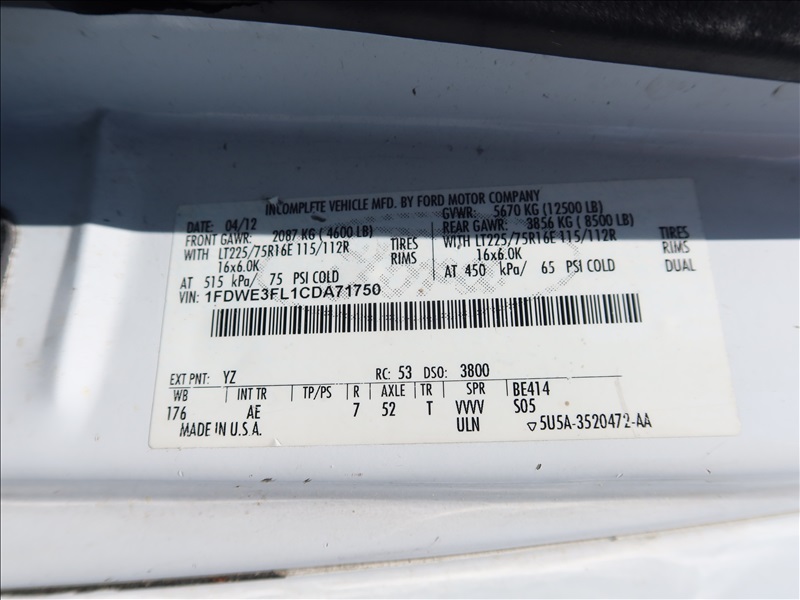 INCOMPLETE VEHICLE MFD. BY FORD MOTOR COMPANY
DATE: 04/12 GVWR: 5670 KG (12500 LB)
FRONT GAWR: 2087 KG ( 4600 LB) REAR GAWR: 3856 KG ( 8500 LB)
WITH LT225/75R16E 115/112R TIRES WITH LT225/75R16E 115/112R TIRES
16x6.0K RIMS 16x6.0K RIMS
AT 515 kPa/ 75 PSI COLD AT 450 kPa/ 65 PSI COLD DUAL
VIN: 1FDWE3FL1CDA71750
EXT PNT: YZ RC: 53 DSO: 3800
WB INT TR TP/PS R AXLE TR SPR BE414
176 AE 7 52 T VVVV S05
MADE IN U.S.A. ULN ▽5U5A-3520472-AA